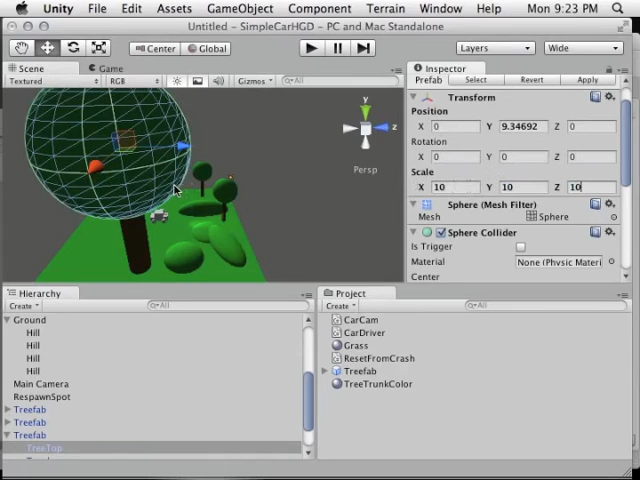 Unity File Edit Assets GameObject Component Terrain Window Help Mon 9:23 PM
Untitled - SimpleCarHGD - PC and Mac Standalone
Center Global Layers Wide
Scene Game Inspector
Textured RGB Gizmos All Prefab Select Revert Apply
y Transform
z Position
X 0 Y 9.34692 Z 0
Persp Rotation
X 0 Y 0 Z 0
Scale
X 10 Y 10 Z 10
Sphere (Mesh Filter)
Mesh Sphere
Sphere Collider
Is Trigger
Material None (Physic Materi
Center
Hierarchy Project
Create All Create All
Ground
Hill
Hill
Hill
Hill
Main Camera
RespawnSpot
Treefab
Treefab
Treefab
TreeTop
CarCam
CarDriver
Grass
ResetFromCrash
Treefab
TreeTrunkColor